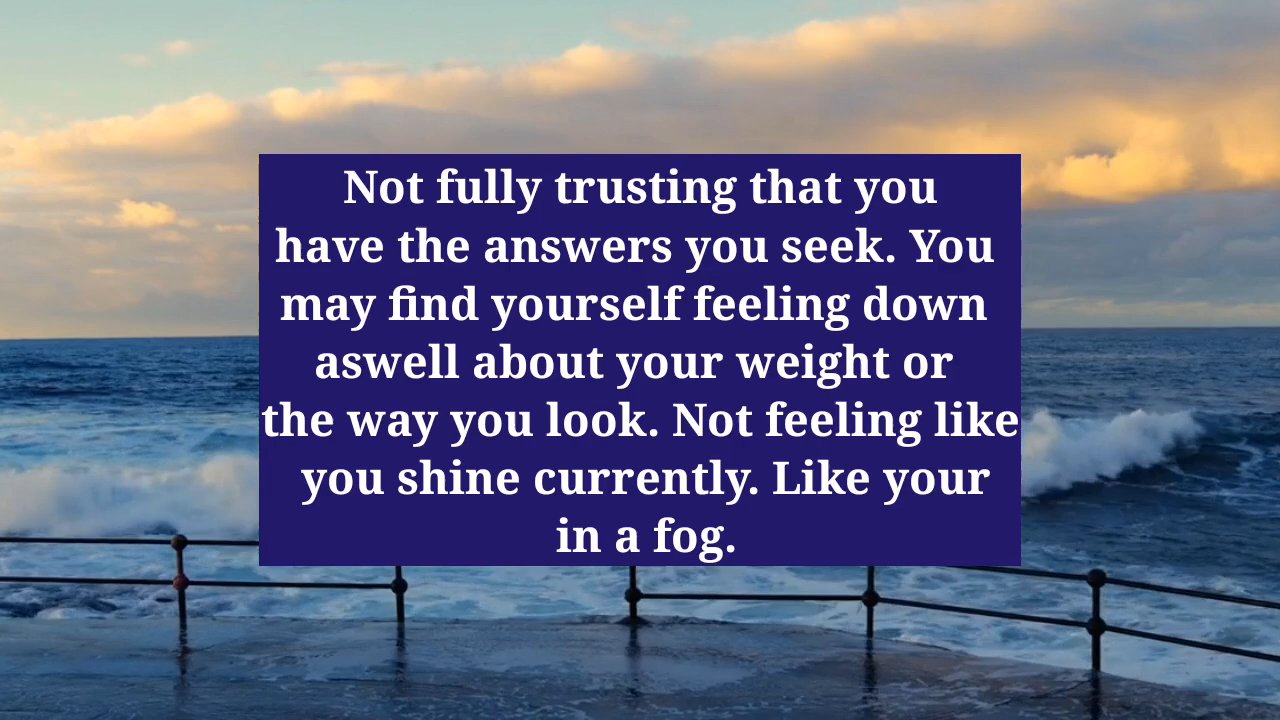 Not fully trusting that you
have the answers you seek. You
may find yourself feeling down
aswell about your weight or
the way you look. Not feeling like
you shine currently. Like your
in a fog.